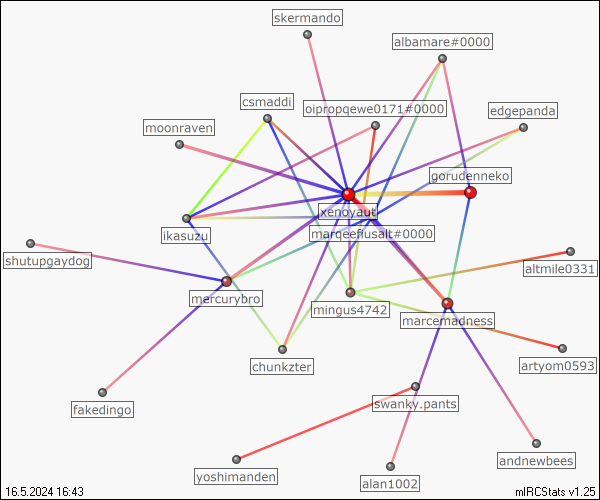 skermando
albamare#0000
csmaddi
oipropqewe0171#0000
edgepanda
moonraven
gorudenneko
xenoyaut
ikasuzu
marqeefiusalt#0000
shutupgaydog
altmile0331
mercurybro
mingus4742
marcemadness
chunkzter
artyom0593
fakedingo
swanky.pants
andnewbees
yoshimanden
alan1002
16.5.2024 16:43
mIRCStats v1.25